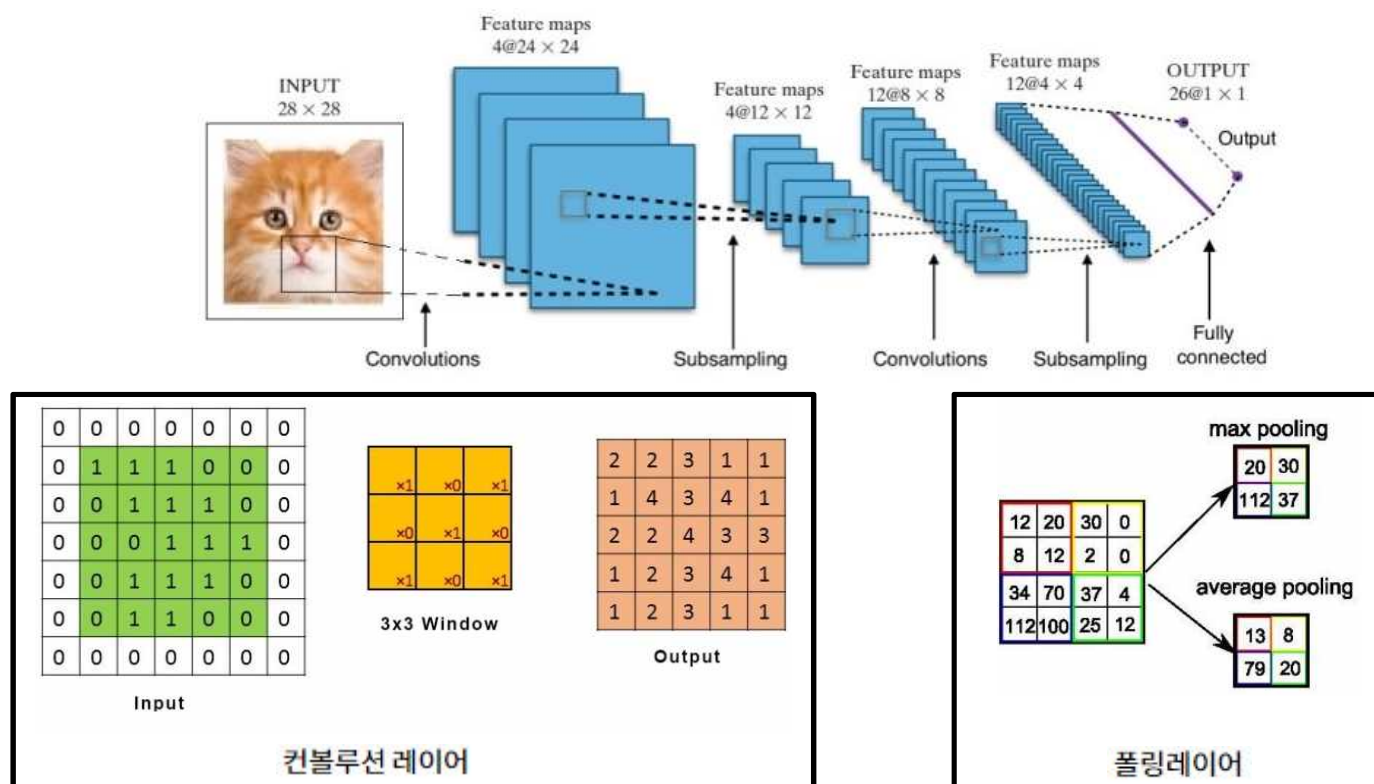 INPUT
28 × 28
Feature maps
4@24 × 24
Feature maps
4@12 × 12
Feature maps
12@8 × 8
Feature maps
12@4 × 4
OUTPUT
26@1 × 1
Output
Convolutions
Subsampling
Convolutions
Subsampling
Fully
connected
0 0 0 0 0 0 0
0 1 1 1 0 0 0
0 0 1 1 1 0 0
0 0 0 1 1 1 0
0 0 1 1 1 0 0
0 0 1 1 0 0 0
0 0 0 0 0 0 0
Input
×1 ×0 ×1
×0 ×1 ×0
×1 ×0 ×1
3x3 Window
2 2 3 1 1
1 4 3 4 1
2 2 4 3 3
1 2 3 4 1
1 2 3 1 1
Output
컨볼루션 레이어
12 20 30 0
8 12 2 0
34 70 37 4
112 100 25 12
max pooling
20 30
112 37
average pooling
13 8
79 20
폴링레이어